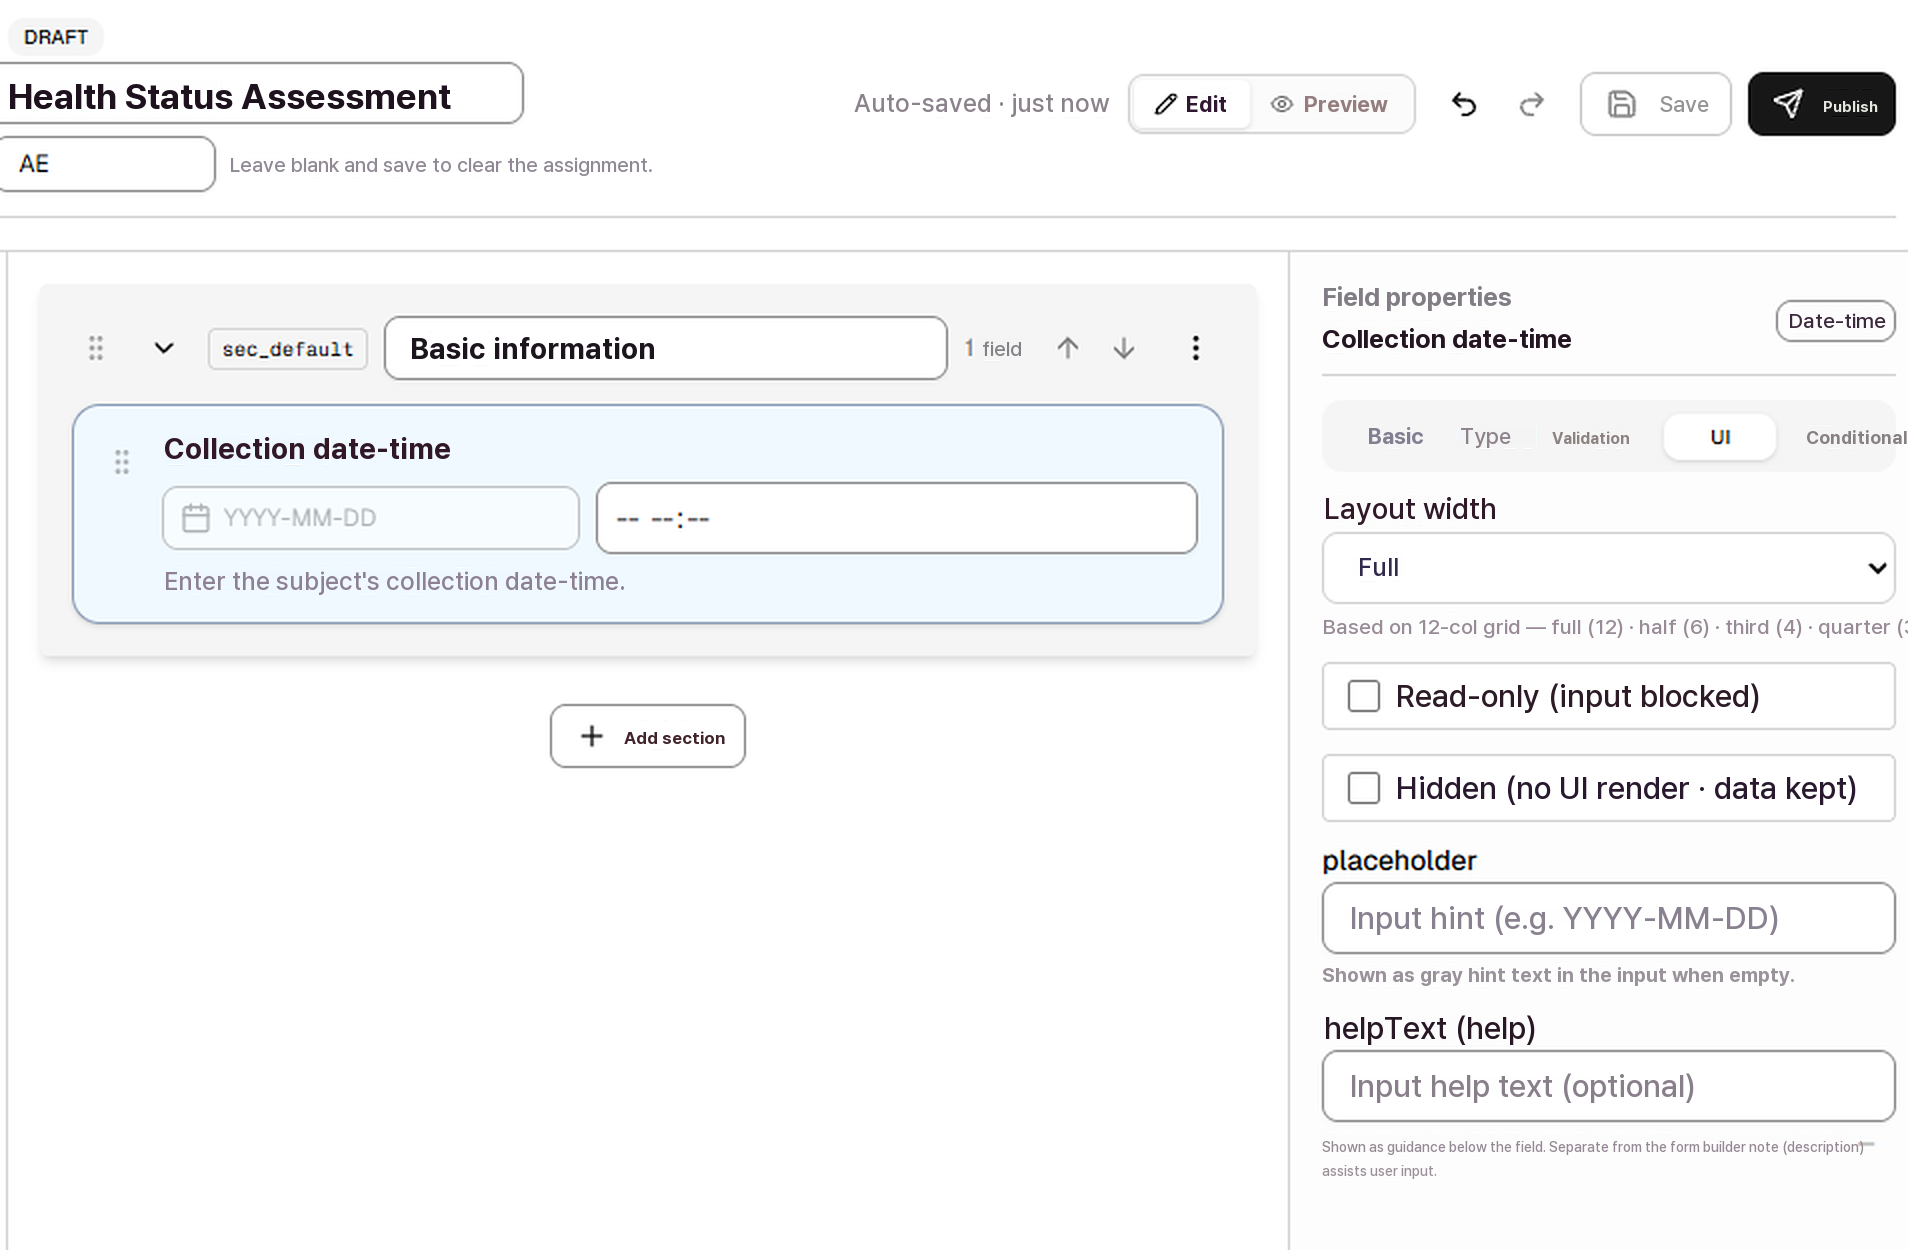 DRAFT
Health Status Assessment
Auto-saved · just now
Edit
Preview
Save
Publish
AE
Leave blank and save to clear the assignment.
sec_default
Basic information
1 field
Collection date-time
YYYY-MM-DD
-- --:--
Enter the subject's collection date-time.
Add section
Field properties
Collection date-time
Date-time
Basic
Type
Validation
UI
Conditional
Layout width
Full
Based on 12-col grid — full (12) · half (6) · third (4) · quarter (
Read-only (input blocked)
Hidden (no UI render · data kept)
placeholder
Input hint (e.g. YYYY-MM-DD)
Shown as gray hint text in the input when empty.
helpText (help)
Input help text (optional)
Shown as guidance below the field. Separate from the form builder note (description)
assists user input.